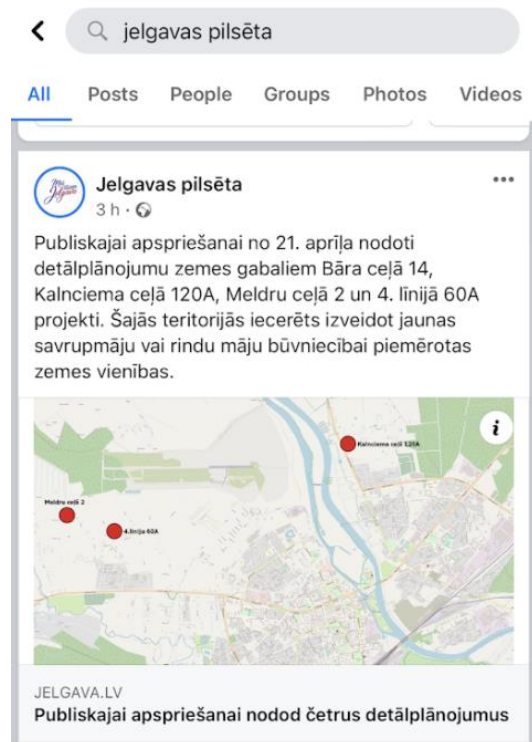 jelgavas pilsēta
All Posts People Groups Photos Videos
Jelgavas pilsēta
3 h ·
Publiskajai apspriešanai no 21. aprīļa nodoti
detālplānojumu zemes gabaliem Bāra ceļā 14,
Kalnciema ceļā 120A, Meldru ceļā 2 un 4. līnijā 60A
projekti. Šajās teritorijās iecerēts izveidot jaunas
savrupmāju vai rindu māju būvniecībai piemērotas
zemes vienības.
i
Kalnciema ceļš 120A
Meldru ceļš 2
4.līnija 60A
JELGAVA.LV
Publiskajai apspriešanai nodod četrus detālplānojumus